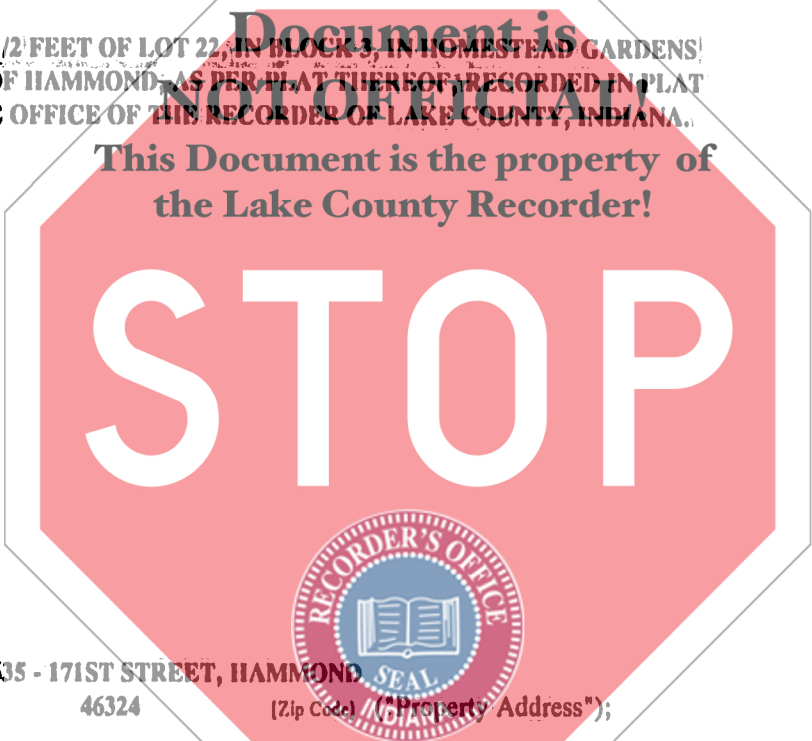 /2 FEET OF LOT 22, IN BLOCK 3, IN HOMESTEAD GARDENS
Document is
F HAMMOND, AS PER PLAT THEREOF, RECORDED IN PLAT
NOT OFFICIAL!
OFFICE OF THE RECORDER OF LAKE COUNTY, INDIANA.
This Document is the property of
the Lake County Recorder!
STOP
RECORDER'S OFFICE
SEAL
INDIANA
35 - 171ST STREET, HAMMOND
46324 [Zip Code] ("Property Address");